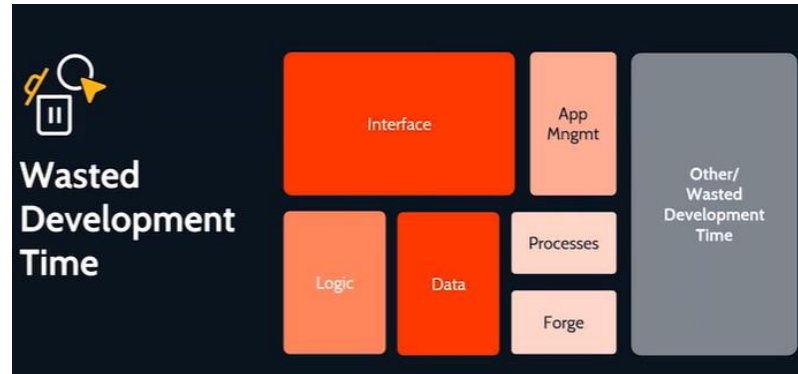 Wasted
Development
Time
Interface
App
Mngmt
Other/
Wasted
Development
Time
Logic
Data
Processes
Forge